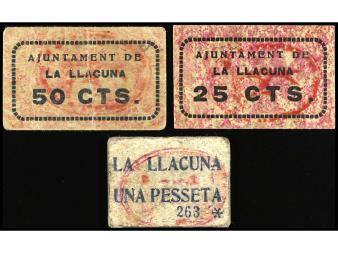 AJUNTAMENT DE
LA LLACUNA
50 CTS.
AJUNTAMENT DE
LA LLACUNA
25 CTS.
LA LLACUNA
UNA PESSETA
263 *